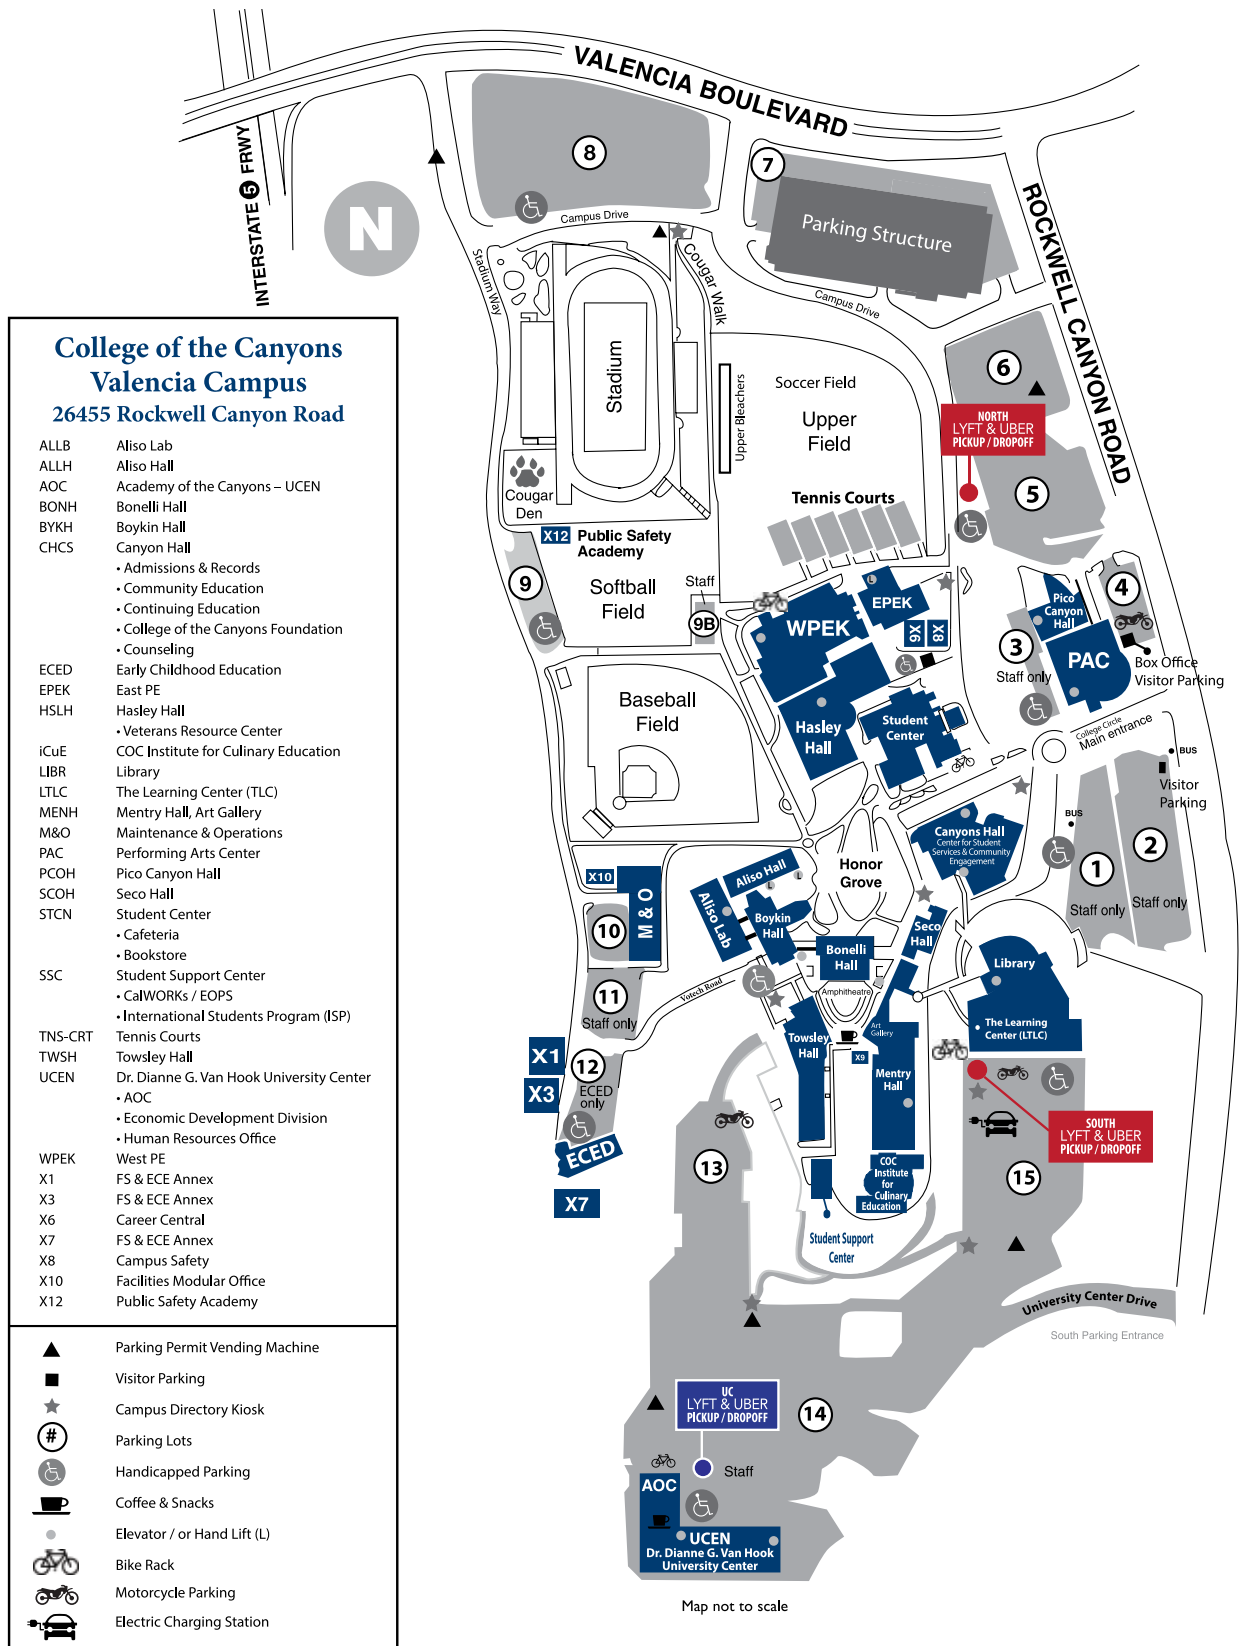 VALENCIA BOULEVARD
INTERSTATE 5 FRWY
ROCKWELL CANYON ROAD
N
8
7
Parking Structure
Campus Drive
Stadium Way
Cougar Walk
Campus Drive
College of the Canyons
Valencia Campus
26455 Rockwell Canyon Road
ALLB Aliso Lab
ALLH Aliso Hall
AOC Academy of the Canyons – UCEN
BONH Bonelli Hall
BYKH Boykin Hall
CHCS Canyon Hall
• Admissions & Records
• Community Education
• Continuing Education
• College of the Canyons Foundation
• Counseling
ECED Early Childhood Education
EPEK East PE
HSLH Hasley Hall
• Veterans Resource Center
iCuE COC Institute for Culinary Education
LIBR Library
LTLC The Learning Center (TLC)
MENH Mentry Hall, Art Gallery
M&O Maintenance & Operations
PAC Performing Arts Center
PCOH Pico Canyon Hall
SCOH Seco Hall
STCN Student Center
• Cafeteria
• Bookstore
SSC Student Support Center
• CalWORKs / EOPS
• International Students Program (ISP)
TNS-CRT Tennis Courts
TWSH Towsley Hall
UCEN Dr. Dianne G. Van Hook University Center
• AOC
• Economic Development Division
• Human Resources Office
WPEK West PE
X1 FS & ECE Annex
X3 FS & ECE Annex
X6 Career Central
X7 FS & ECE Annex
X8 Campus Safety
X10 Facilities Modular Office
X12 Public Safety Academy
Parking Permit Vending Machine
Visitor Parking
Campus Directory Kiosk
# Parking Lots
Handicapped Parking
Coffee & Snacks
Elevator / or Hand Lift (L)
Bike Rack
Motorcycle Parking
Electric Charging Station
Stadium
Upper Bleachers
Soccer Field
Upper
Field
Tennis Courts
6
NORTH
LYFT & UBER
PICKUP / DROPOFF
5
Cougar
Den
X12 Public Safety
Academy
9
Softball
Field
Staff
9B
WPEK
L
EPEK
X6
X8
Pico
Canyon
Hall
4
3
Staff only
PAC
Box Office
Visitor Parking
Baseball
Field
Hasley
Hall
Student
Center
College Circle
Main entrance
BUS
Visitor
Parking
BUS
1
Staff only
2
Staff only
Canyons Hall
Center for Student
Services & Community
Engagement
Honor
Grove
X10
M & O
10
Aliso Hall
L
L
Aliso Lab
Boykin
Hall
Bonelli
Hall
Seco
Hall
Library
The Learning
Center (LTLC)
11
Staff only
Votech Road
Amphitheatre
Art
Gallery
Towsley
Hall
X9
Mentry
Hall
X1
X3
12
ECED
only
ECED
X7
13
SOUTH
LYFT & UBER
PICKUP / DROPOFF
15
COC
Institute
for
Culinary
Education
Student Support
Center
University Center Drive
South Parking Entrance
UC
LYFT & UBER
PICKUP / DROPOFF
14
Staff
AOC
UCEN
Dr. Dianne G. Van Hook
University Center
Map not to scale